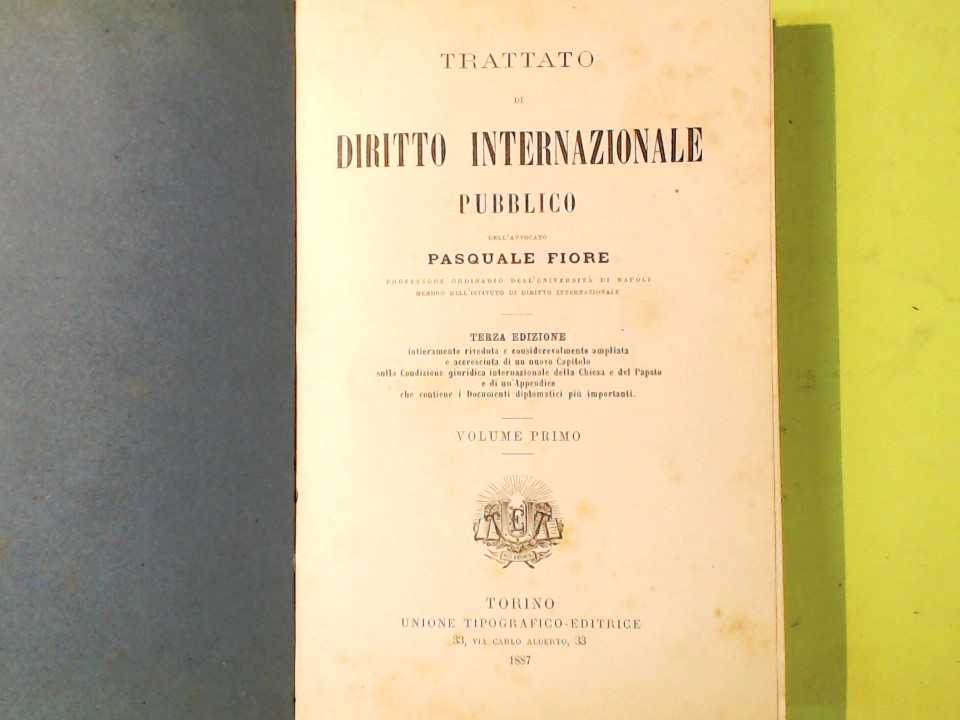 TRATTATO
DI
DIRITTO INTERNAZIONALE
PUBBLICO
DELL'AVVOCATO
PASQUALE FIORE
PROFESSORE ORDINARIO DELL'UNIVERSITÀ DI NAPOLI
MEMBRO DELL'ISTITUTO DI DIRITTO INTERNAZIONALE
TERZA EDIZIONE
intieramente riveduta e considerevolmente ampliata
e accresciuta di un nuovo Capitolo
sulla Condizione giuridica internazionale della Chiesa e del Papato
e di un'Appendice
che contiene i Documenti diplomatici più importanti.
VOLUME PRIMO
TORINO
UNIONE TIPOGRAFICO-EDITRICE
33, VIA CARLO ALBERTO, 33
1887